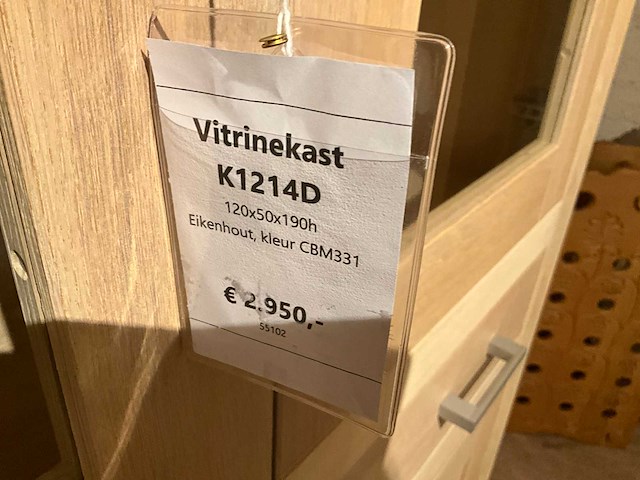 Vitrinekast
K1214D
120x50x190h
Eikenhout, kleur CBM331
€ 2.950,-
55102